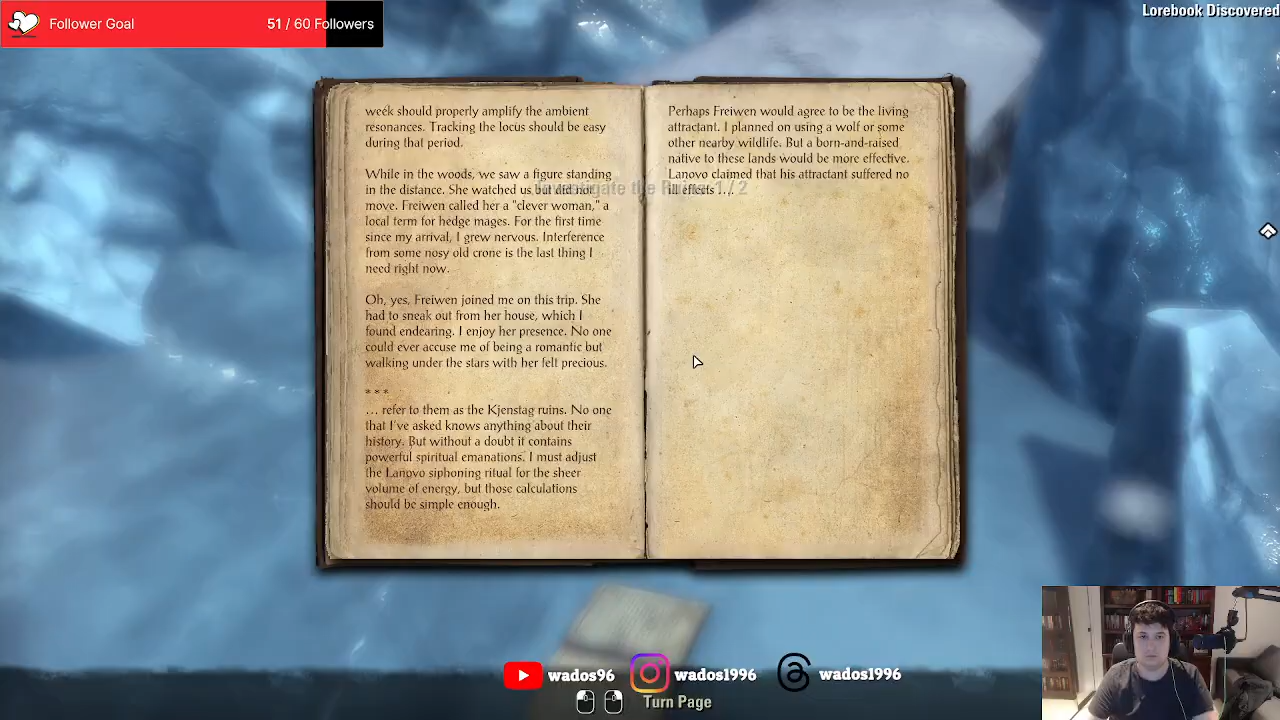 Follower Goal
51 / 60 Followers
Lorebook Discovered
week should properly amplify the ambient
resonances. Tracking the locus should be easy
during that period.
While in the woods, we saw a figure standing
in the distance. She watched us but did not
move. Freiwen called her a "clever woman," a
local term for hedge mages. For the first time
since my arrival, I grew nervous. Interference
from some nosy old crone is the last thing I
need right now.
Oh, yes, Freiwen joined me on this trip. She
had to sneak out from her house, which I
found endearing. I enjoy her presence. No one
could ever accuse me of being a romantic but
walking under the stars with her felt precious.
* * *
… refer to them as the Kjenstag ruins. No one
that I've asked knows anything about their
history. But without a doubt it contains
powerful spiritual emanations. I must adjust
the Lanovo siphoning ritual for the sheer
volume of energy, but those calculations
should be simple enough.
Perhaps Freiwen would agree to be the living
attractant. I planned on using a wolf or some
other nearby wildlife. But a born-and-raised
native to these lands would be more effective.
Lanovo claimed that his attractant suffered no
ill effects …
Investigate the Ruins: 1 / 2
wados96
wados1996
wados1996
Turn Page